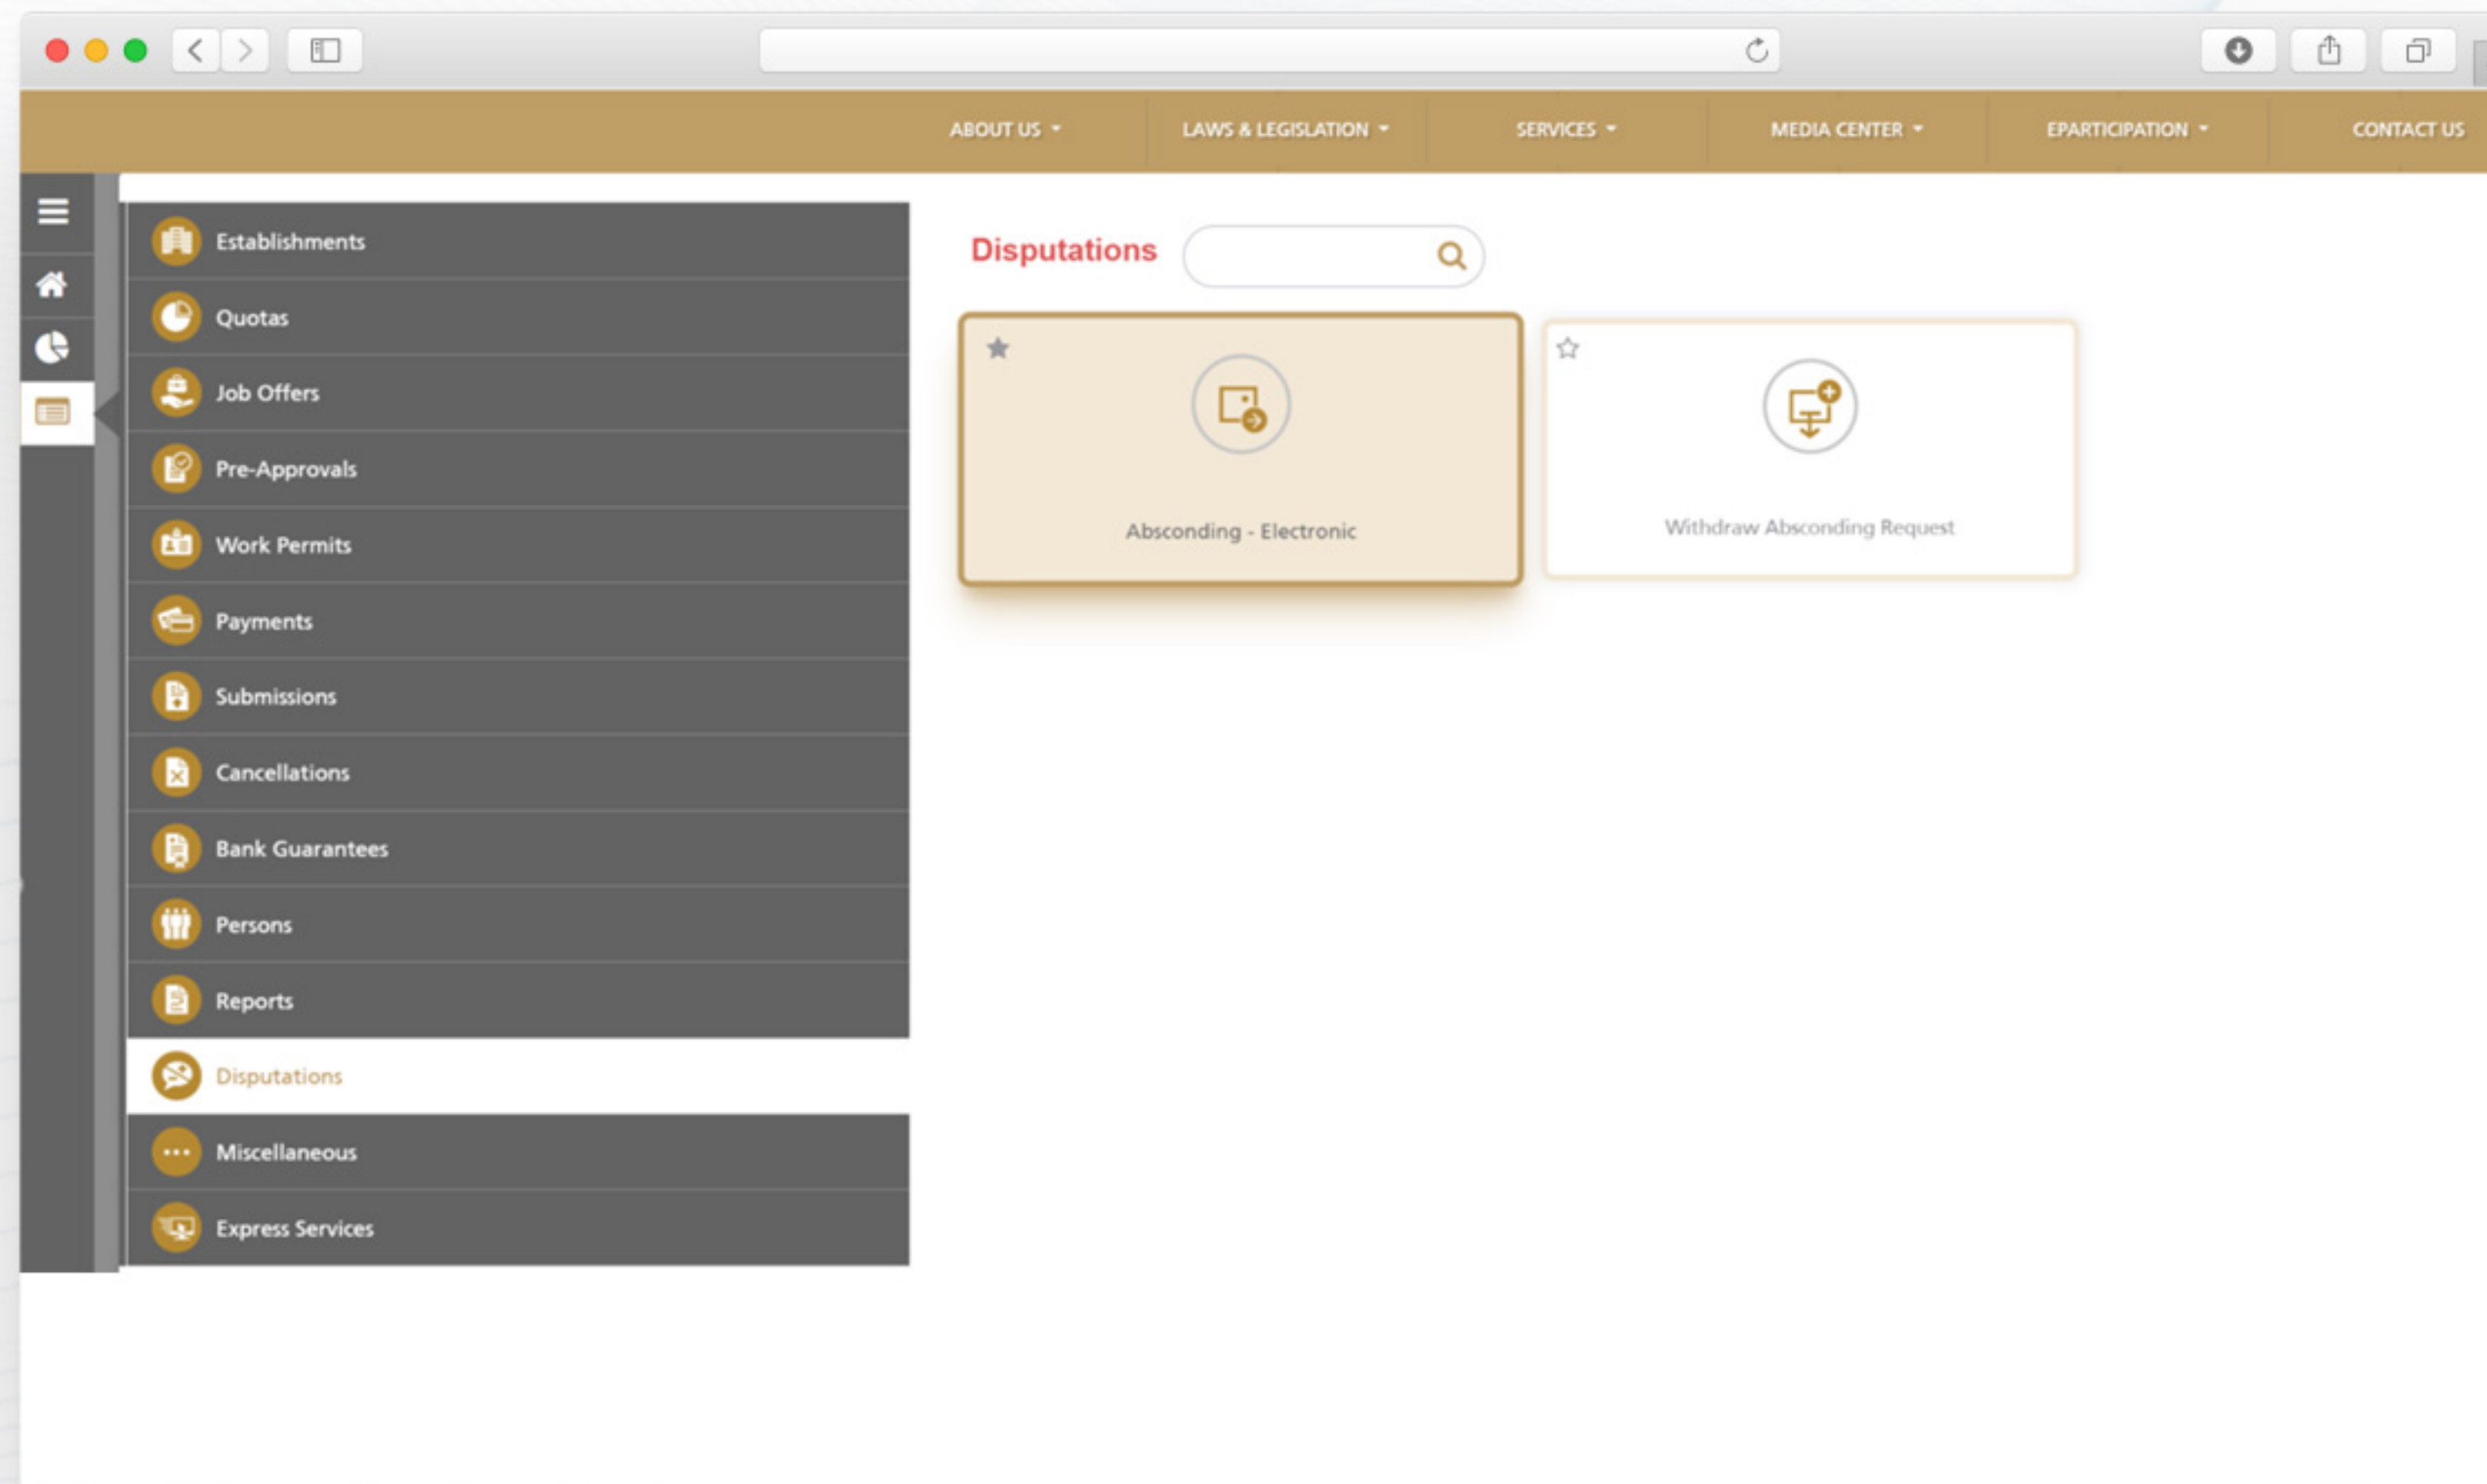 ABOUT US
LAWS & LEGISLATION
SERVICES
MEDIA CENTER
EPARTICIPATION
CONTACT US
Establishments
Quotas
Job Offers
Pre-Approvals
Work Permits
Payments
Submissions
Cancellations
Bank Guarantees
Persons
Reports
Disputations
Miscellaneous
Express Services
Disputations
Absconding - Electronic
Withdraw Absconding Request